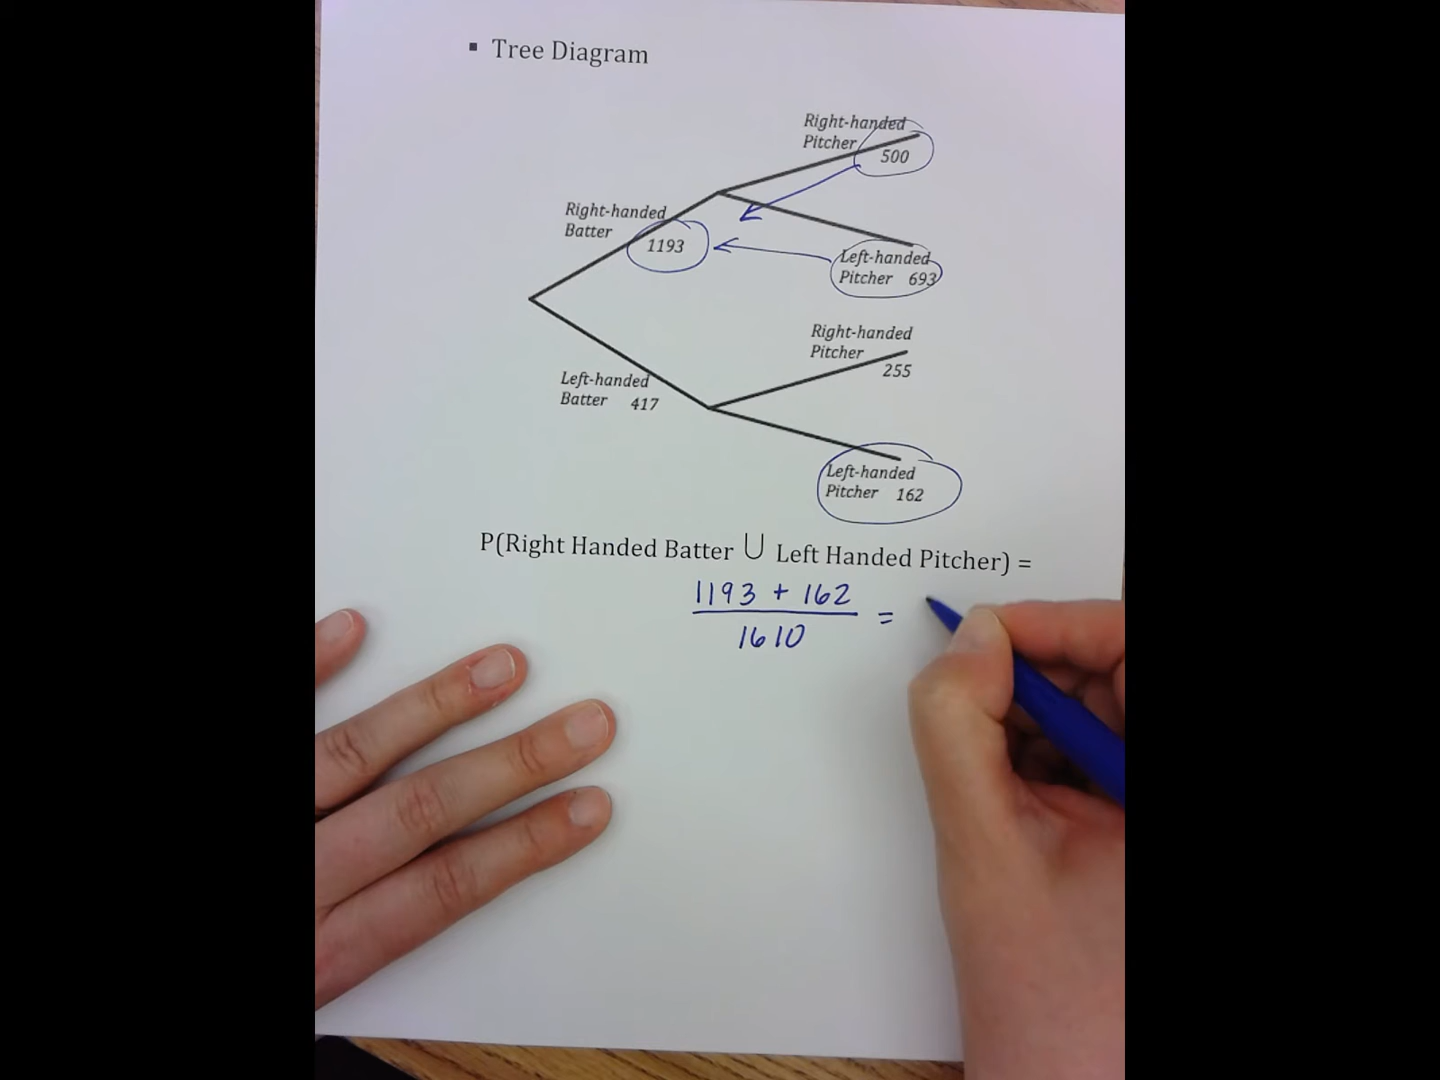 ▪ Tree Diagram
Right-handed
Pitcher
500
Right-handed
Batter
1193
Left-handed
Pitcher 693
Right-handed
Pitcher
255
Left-handed
Batter 417
Left-handed
Pitcher 162
P(Right Handed Batter ∪ Left Handed Pitcher) =
1193 + 162
=
1610